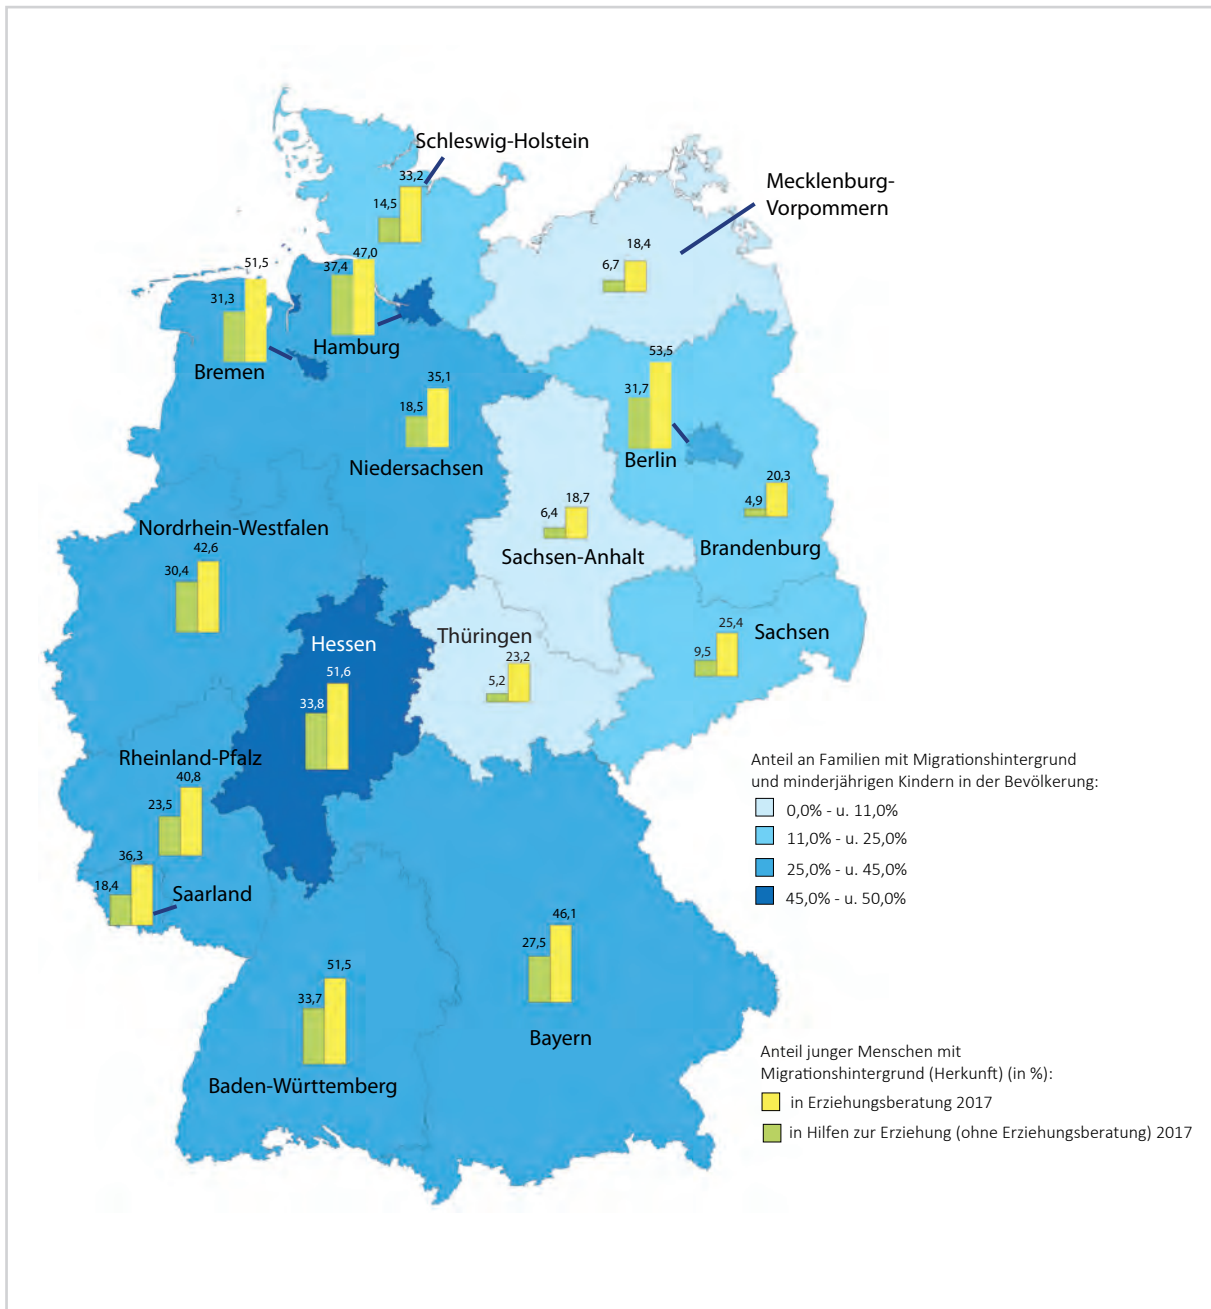 Schleswig-Holstein
33,2
14,5
Mecklenburg-
Vorpommern
18,4
6,7
51,5
31,3
Bremen
47,0
37,4
Hamburg
35,1
18,5
Niedersachsen
53,5
31,7
Berlin
20,3
4,9
Brandenburg
18,7
6,4
Sachsen-Anhalt
Nordrhein-Westfalen
42,6
30,4
Hessen
51,6
33,8
Thüringen
23,2
5,2
Sachsen
25,4
9,5
Rheinland-Pfalz
40,8
23,5
36,3
18,4
Saarland
51,5
33,7
Baden-Württemberg
46,1
27,5
Bayern
Anteil an Familien mit Migrationshintergrund
und minderjährigen Kindern in der Bevölkerung:
0,0% - u. 11,0%
11,0% - u. 25,0%
25,0% - u. 45,0%
45,0% - u. 50,0%
Anteil junger Menschen mit
Migrationshintergrund (Herkunft) (in %):
in Erziehungsberatung 2017
in Hilfen zur Erziehung (ohne Erziehungsberatung) 2017